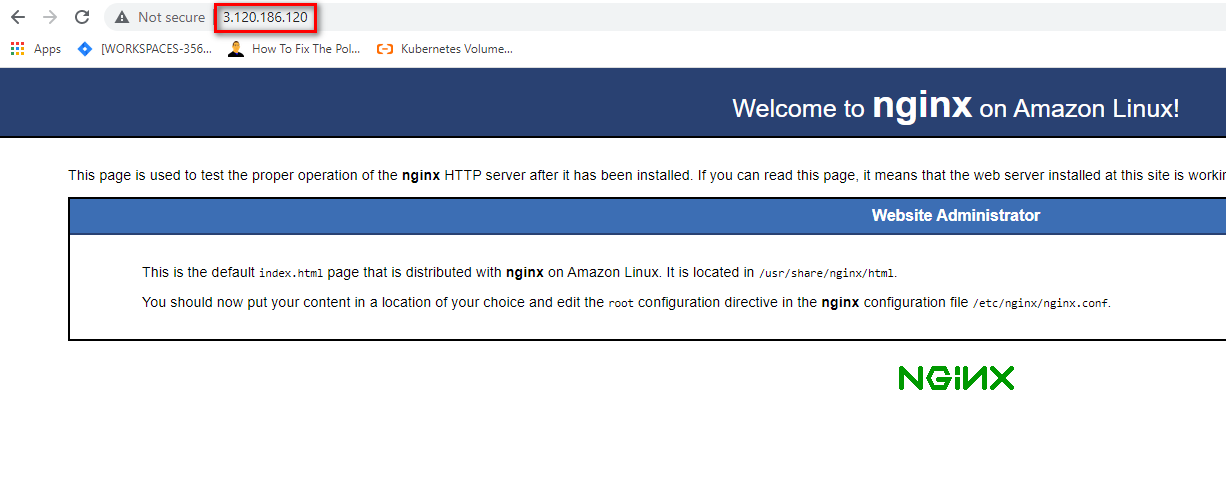 Not secure 3.120.186.120
Apps [WORKSPACES-356... How To Fix The Pol... Kubernetes Volume...
Welcome to nginx on Amazon Linux!
This page is used to test the proper operation of the nginx HTTP server after it has been installed. If you can read this page, it means that the web server installed at this site is workin
Website Administrator
This is the default index.html page that is distributed with nginx on Amazon Linux. It is located in /usr/share/nginx/html.
You should now put your content in a location of your choice and edit the root configuration directive in the nginx configuration file /etc/nginx/nginx.conf.
NGiNX